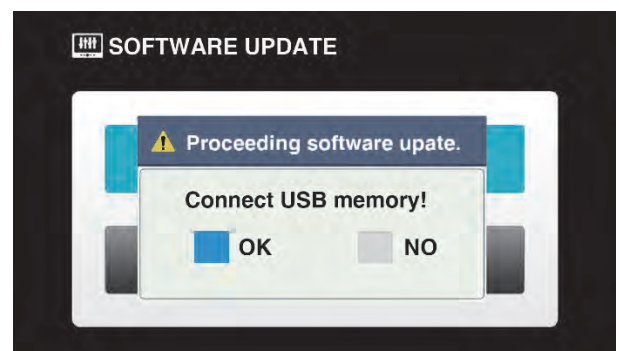 SOFTWARE UPDATE
Proceeding software upate.
Connect USB memory!
OK NO